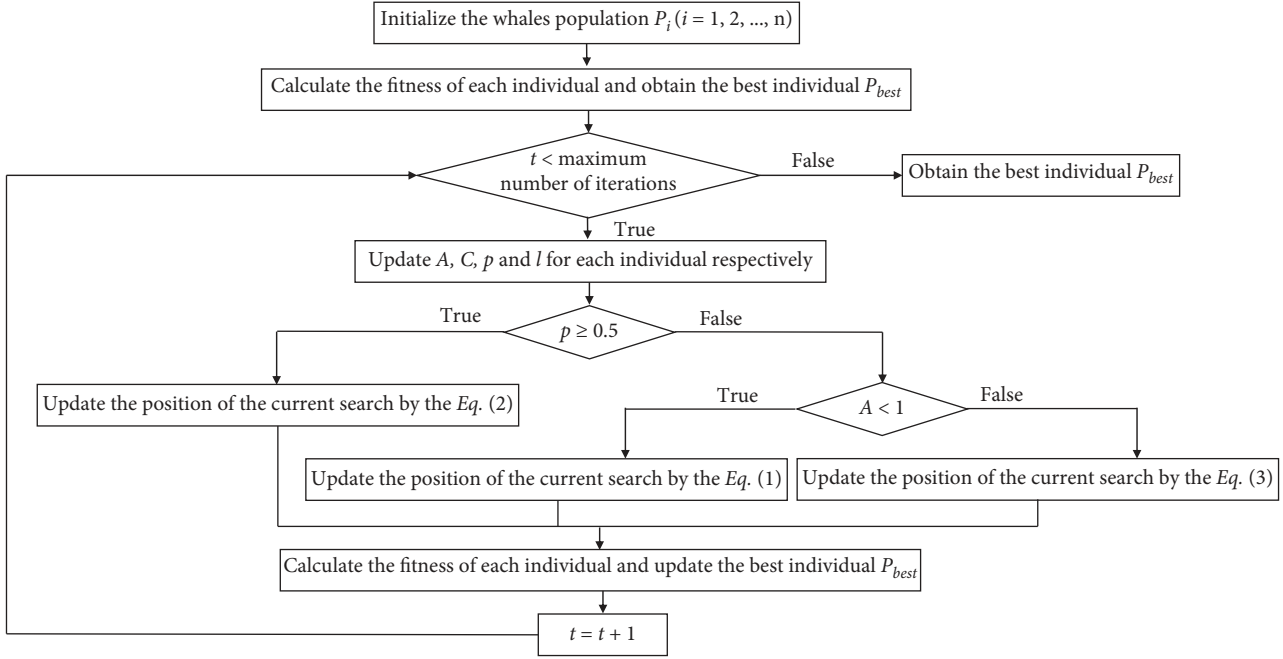 Initialize the whales population P_i (i = 1, 2, ..., n)
Calculate the fitness of each individual and obtain the best individual P_best
t < maximum
number of iterations
False
Obtain the best individual P_best
True
Update A, C, p and l for each individual respectively
True
p ≥ 0.5
False
Update the position of the current search by the Eq. (2)
True
A < 1
False
Update the position of the current search by the Eq. (1)
Update the position of the current search by the Eq. (3)
Calculate the fitness of each individual and update the best individual P_best
t = t + 1